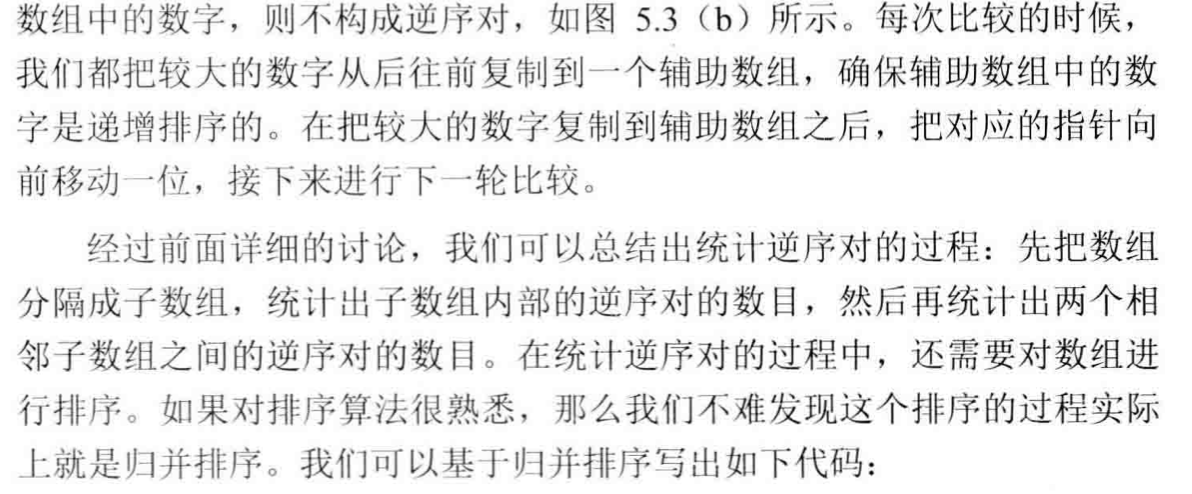 数组中的数字，则不构成逆序对，如图 5.3（b）所示。每次比较的时候，
我们都把较大的数字从后往前复制到一个辅助数组，确保辅助数组中的数
字是递增排序的。在把较大的数字复制到辅助数组之后，把对应的指针向
前移动一位，接下来进行下一轮比较。
经过前面详细的讨论，我们可以总结出统计逆序对的过程：先把数组
分隔成子数组，统计出子数组内部的逆序对的数目，然后再统计出两个相
邻子数组之间的逆序对的数目。在统计逆序对的过程中，还需要对数组进
行排序。如果对排序算法很熟悉，那么我们不难发现这个排序的过程实际
上就是归并排序。我们可以基于归并排序写出如下代码：